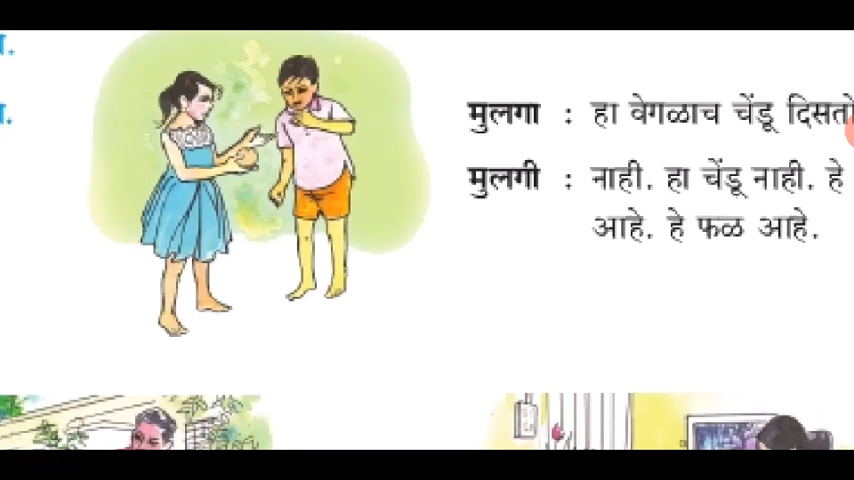 मुलगा : हा वेगळाच चेंडू दिसतो
मुलगी : नाही. हा चेंडू नाही. हे
आहे. हे फळ आहे.